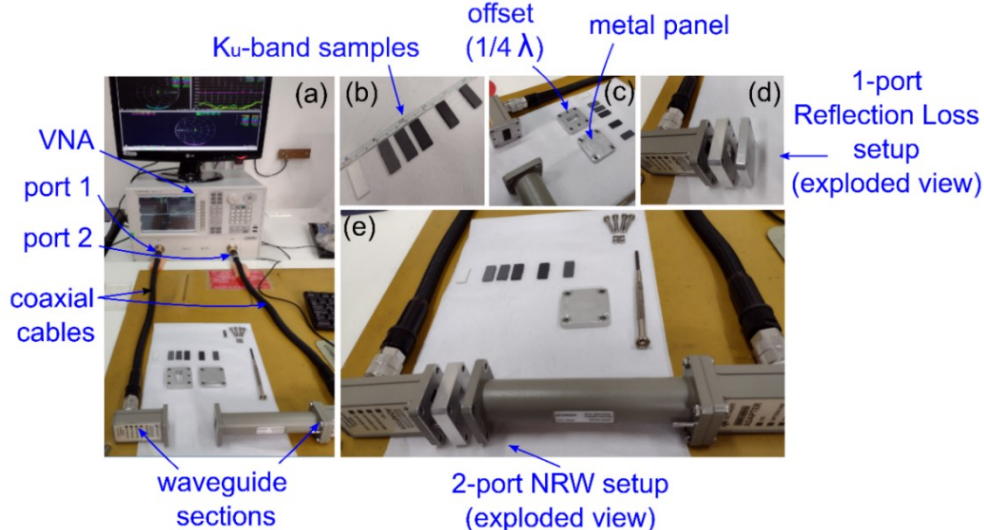 offset
(1/4 λ)
metal panel
Ku-band samples
(a)
(b)
(c)
(d)
1-port
Reflection Loss
setup
(exploded view)
VNA
port 1
port 2
(e)
coaxial
cables
waveguide
sections
2-port NRW setup
(exploded view)